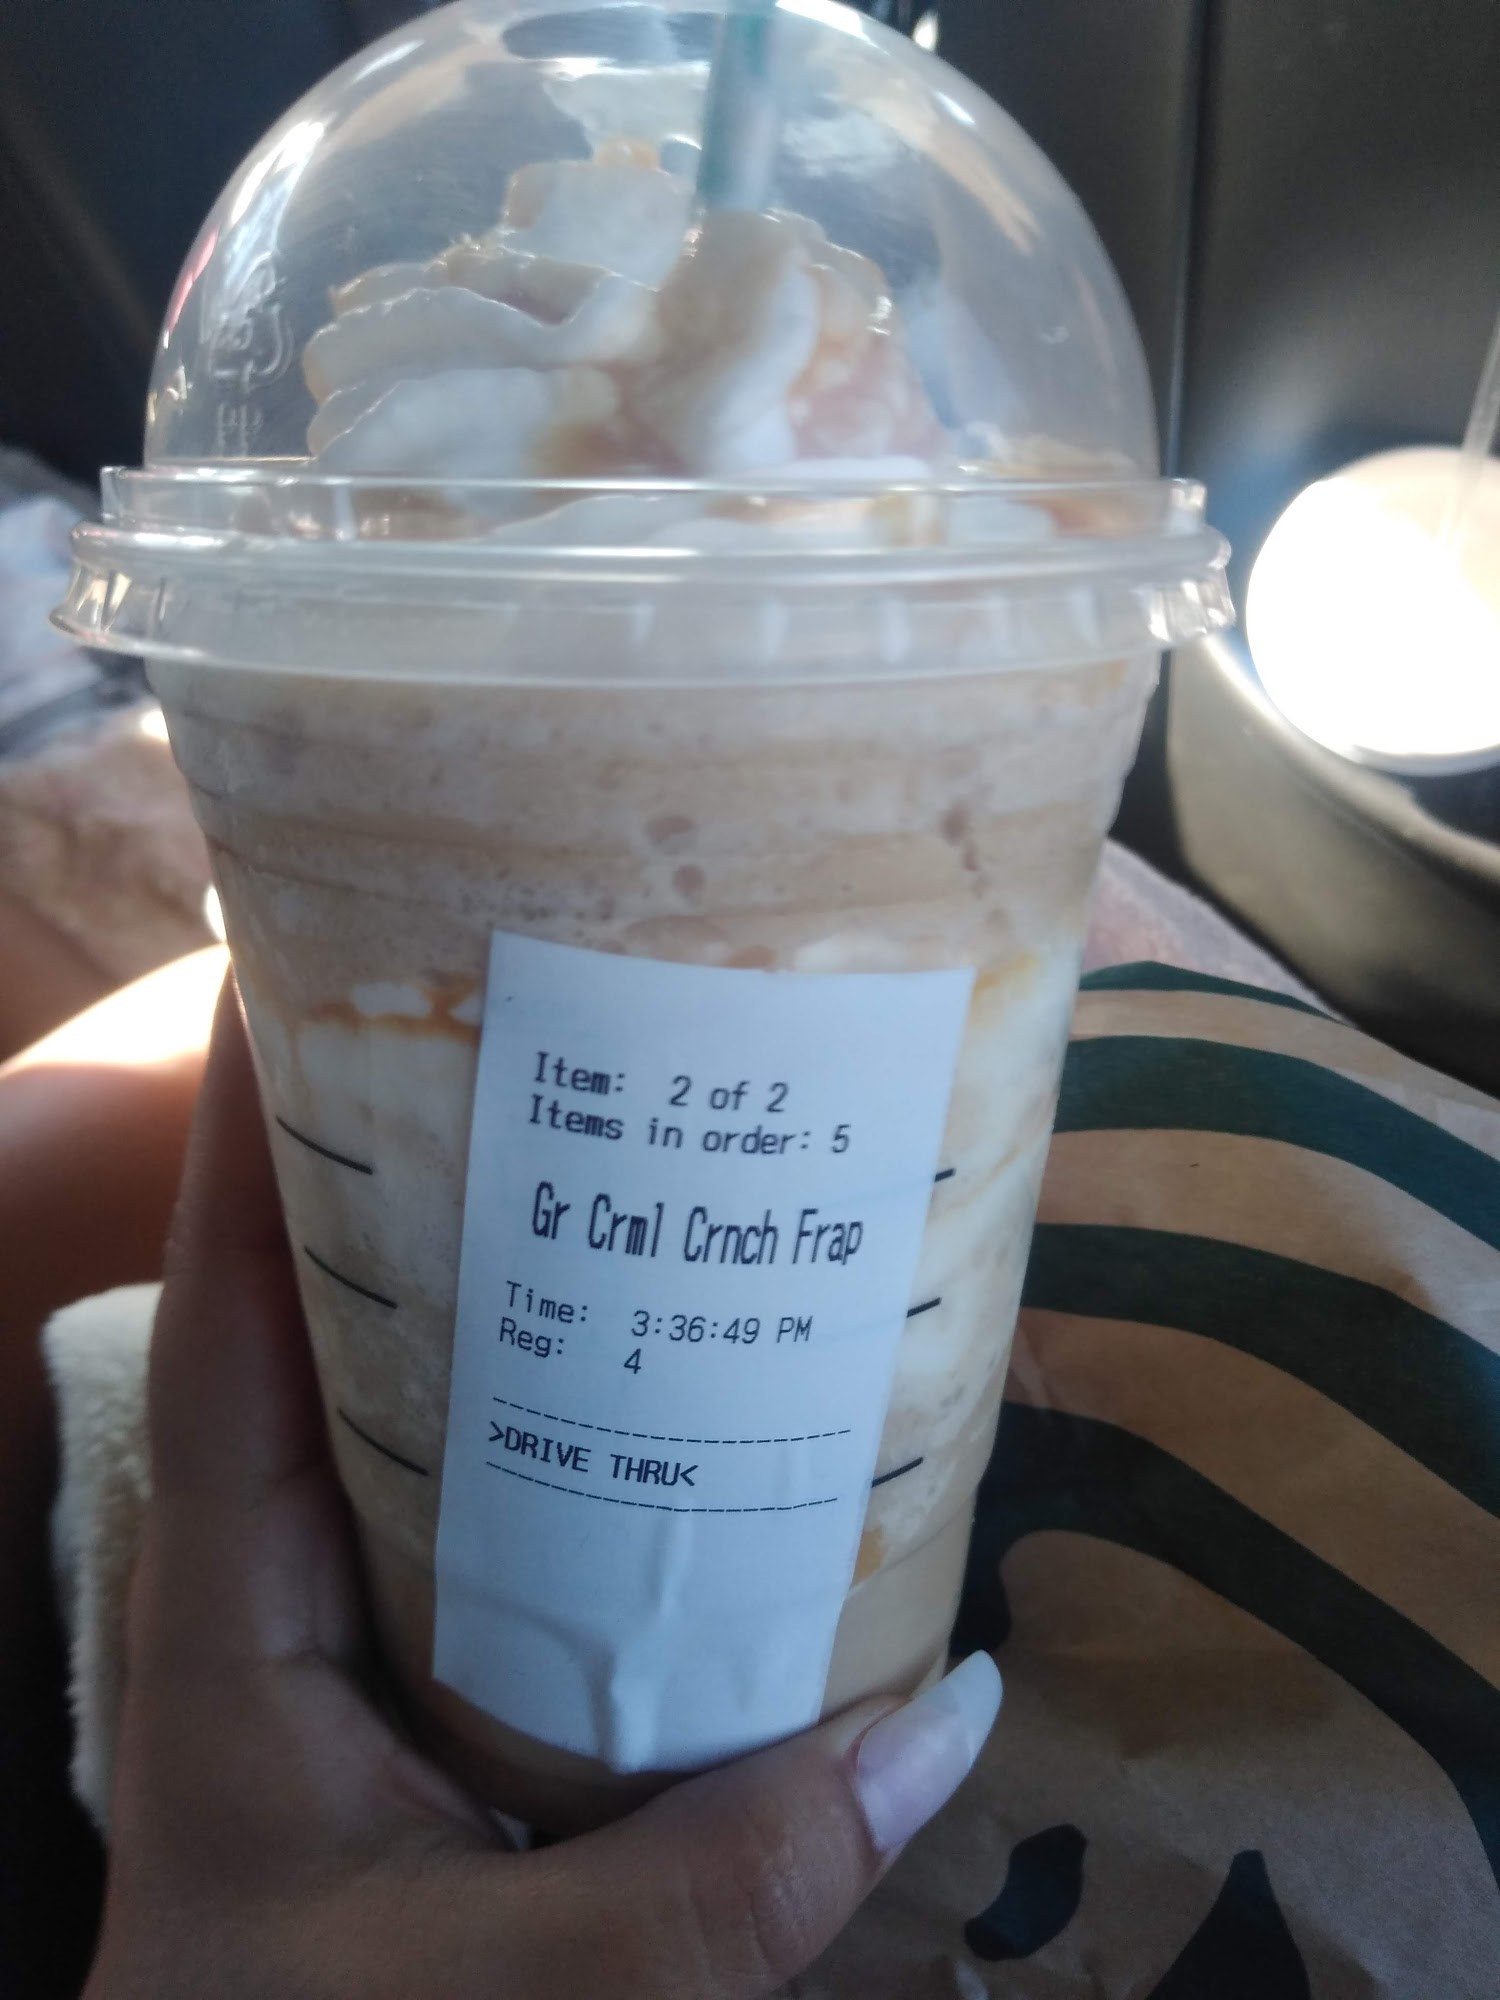 Item: 2 of 2
Items in order: 5
Gr Crml Crnch Frap
Time: 3:36:49 PM
Reg: 4
>DRIVE THRU<